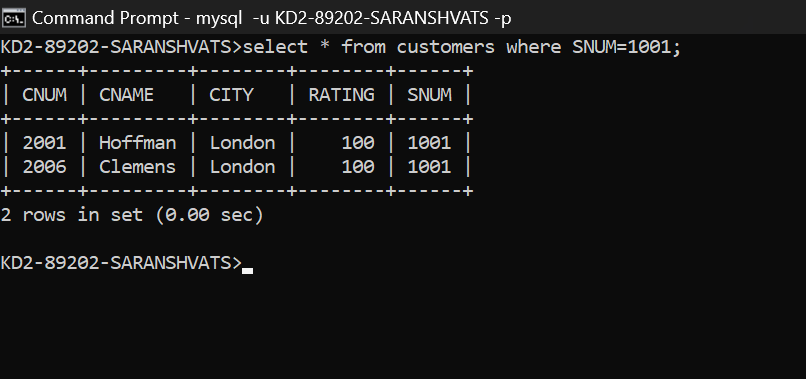 Command Prompt - mysql  -u KD2-89202-SARANSHVATS -p
KD2-89202-SARANSHVATS>select * from customers where SNUM=1001;
+------+---------+--------+--------+------+
| CNUM | CNAME   | CITY   | RATING | SNUM |
+------+---------+--------+--------+------+
| 2001 | Hoffman | London |    100 | 1001 |
| 2006 | Clemens | London |    100 | 1001 |
+------+---------+--------+--------+------+
2 rows in set (0.00 sec)
KD2-89202-SARANSHVATS>